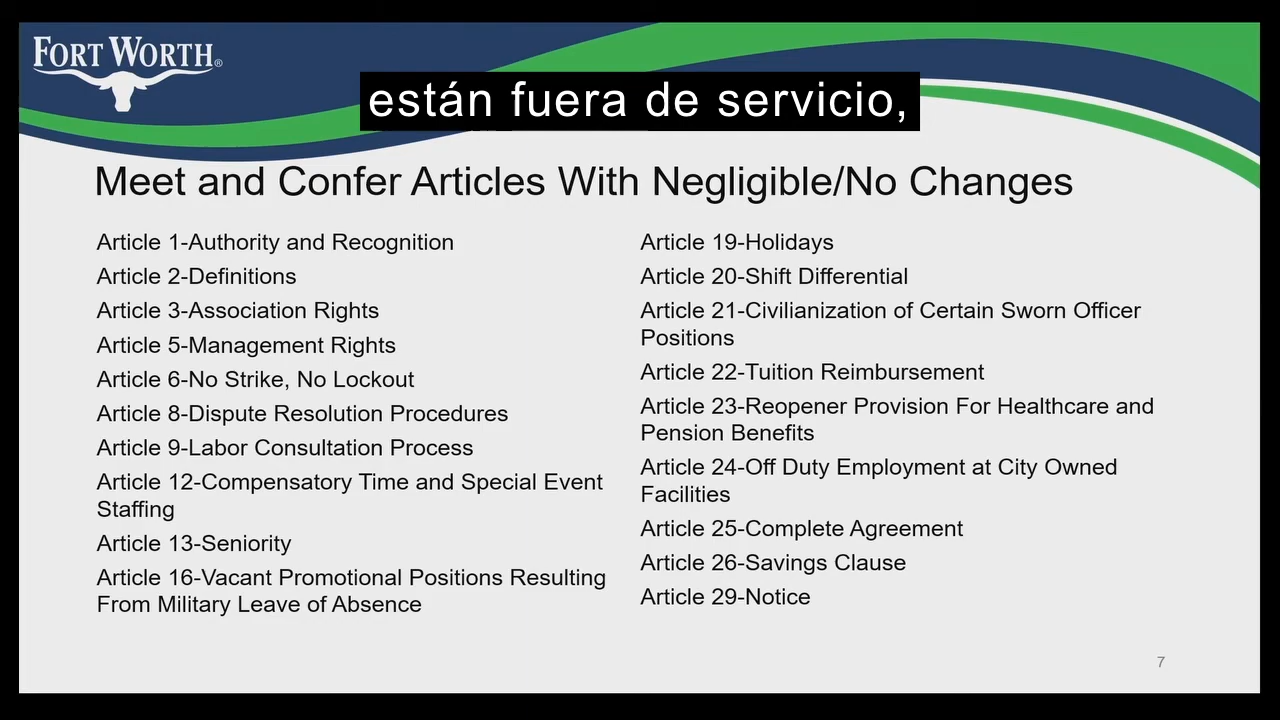 FORT WORTH®
están fuera de servicio,
Meet and Confer Articles With Negligible/No Changes
Article 1-Authority and Recognition
Article 2-Definitions
Article 3-Association Rights
Article 5-Management Rights
Article 6-No Strike, No Lockout
Article 8-Dispute Resolution Procedures
Article 9-Labor Consultation Process
Article 12-Compensatory Time and Special Event
Staffing
Article 13-Seniority
Article 16-Vacant Promotional Positions Resulting
From Military Leave of Absence
Article 19-Holidays
Article 20-Shift Differential
Article 21-Civilianization of Certain Sworn Officer
Positions
Article 22-Tuition Reimbursement
Article 23-Reopener Provision For Healthcare and
Pension Benefits
Article 24-Off Duty Employment at City Owned
Facilities
Article 25-Complete Agreement
Article 26-Savings Clause
Article 29-Notice
7